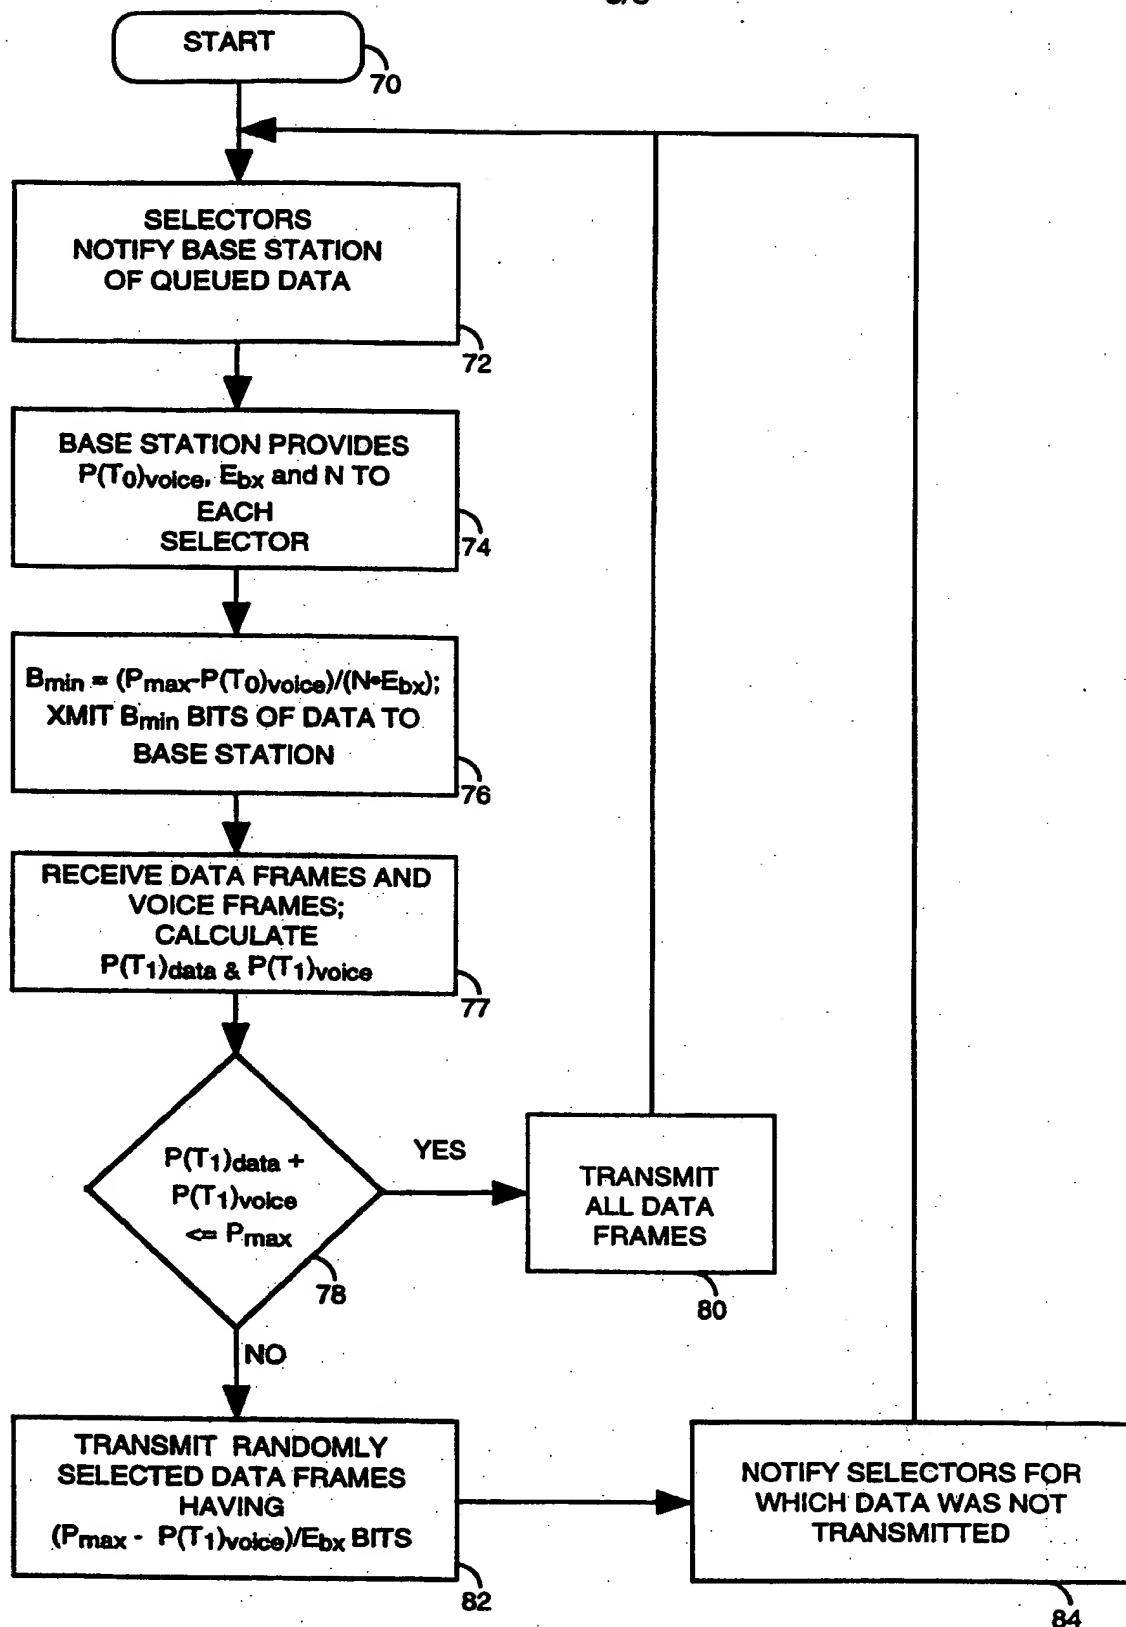 START
70
SELECTORS
NOTIFY BASE STATION
OF QUEUED DATA
72
BASE STATION PROVIDES
P(T0)voice, Ebx and N TO
EACH
SELECTOR
74
Bmin = (Pmax-P(T0)voice)/(N•Ebx);
XMIT Bmin BITS OF DATA TO
BASE STATION
76
RECEIVE DATA FRAMES AND
VOICE FRAMES;
CALCULATE
P(T1)data & P(T1)voice
77
P(T1)data +
P(T1)voice
<= Pmax
78
YES
TRANSMIT
ALL DATA
FRAMES
80
NO
TRANSMIT RANDOMLY
SELECTED DATA FRAMES
HAVING
(Pmax - P(T1)voice)/Ebx BITS
82
NOTIFY SELECTORS FOR
WHICH DATA WAS NOT
TRANSMITTED
84